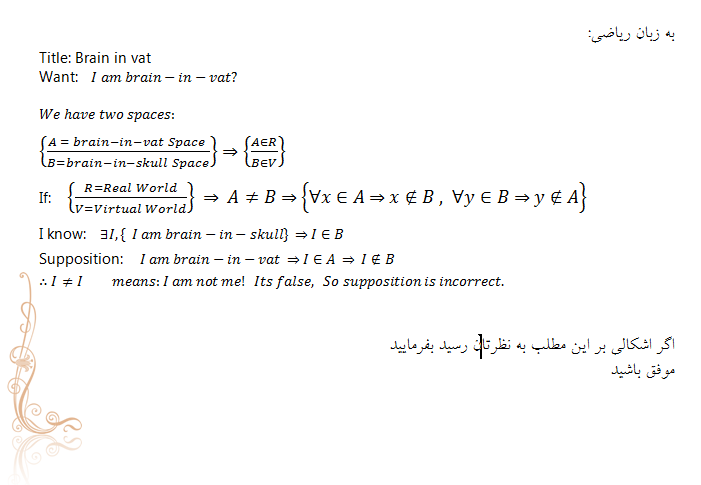 به زبان ریاضی:
Title: Brain in vat
Want: I am brain − in − vat?
We have two spaces:
{A = brain−in−vat Space / B=brain−in−skull Space} ⇒ {A∈R / B∈V}
If: {R=Real World / V=Virtual World} ⇒ A ≠ B ⇒ {∀x ∈ A ⇒ x ∉ B , ∀y ∈ B ⇒ y ∉ A}
I know: ∃I,{ I am brain − in − skull} ⇒ I ∈ B
Supposition: I am brain − in − vat ⇒ I ∈ A ⇒ I ∉ B
∴ I ≠ I means: I am not me! Its false, So supposition is incorrect.
اگر اشکالی بر این مطلب به نظرتان رسید بفرمایید
موفق باشید